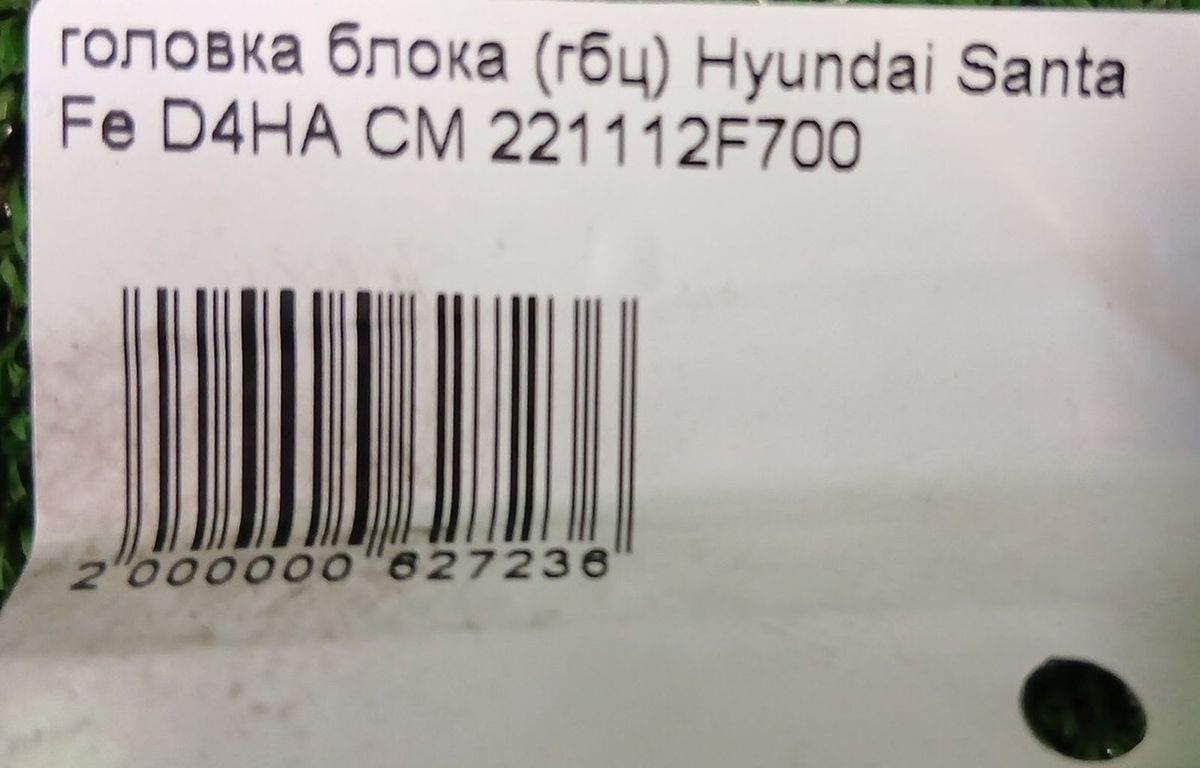 головка блока (гбц) Hyundai Santa
Fe D4HA CM 221112F700
2 000000 627236